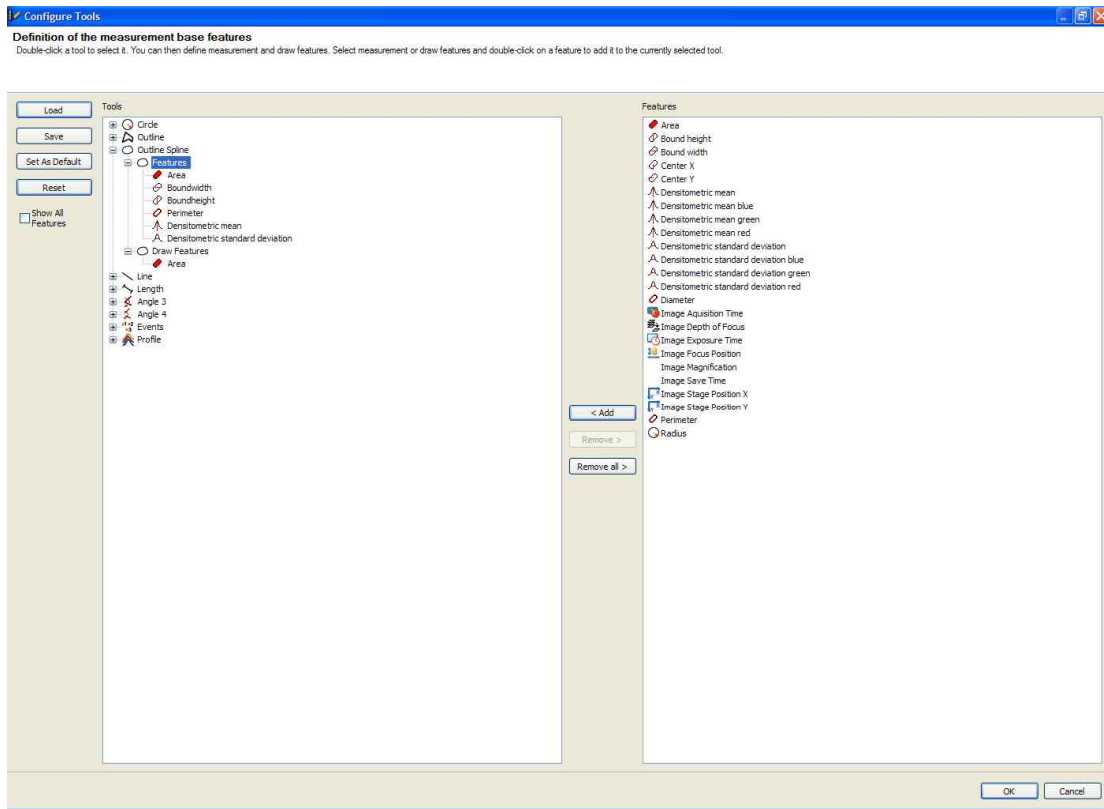 Configure Tools
Definition of the measurement base features
Double-click a tool to select it. You can then define measurement and draw features. Select measurement or draw features and double-click on a feature to add it to the currently selected tool.
Load
Save
Set As Default
Reset
Show All
Features
Tools
Circle
Outline
Outline Spline
Features
Area
Boundwidth
Boundheight
Perimeter
Densitometric mean
Densitometric standard deviation
Draw Features
Area
Line
Length
Angle 3
Angle 4
Events
Profile
< Add
Remove >
Remove all >
Features
Area
Bound height
Bound width
Center X
Center Y
Densitometric mean
Densitometric mean blue
Densitometric mean green
Densitometric mean red
Densitometric standard deviation
Densitometric standard deviation blue
Densitometric standard deviation green
Densitometric standard deviation red
Diameter
Image Aquisition Time
Image Depth of Focus
Image Exposure Time
Image Focus Position
Image Magnification
Image Save Time
Image Stage Position X
Image Stage Position Y
Perimeter
Radius
OK
Cancel